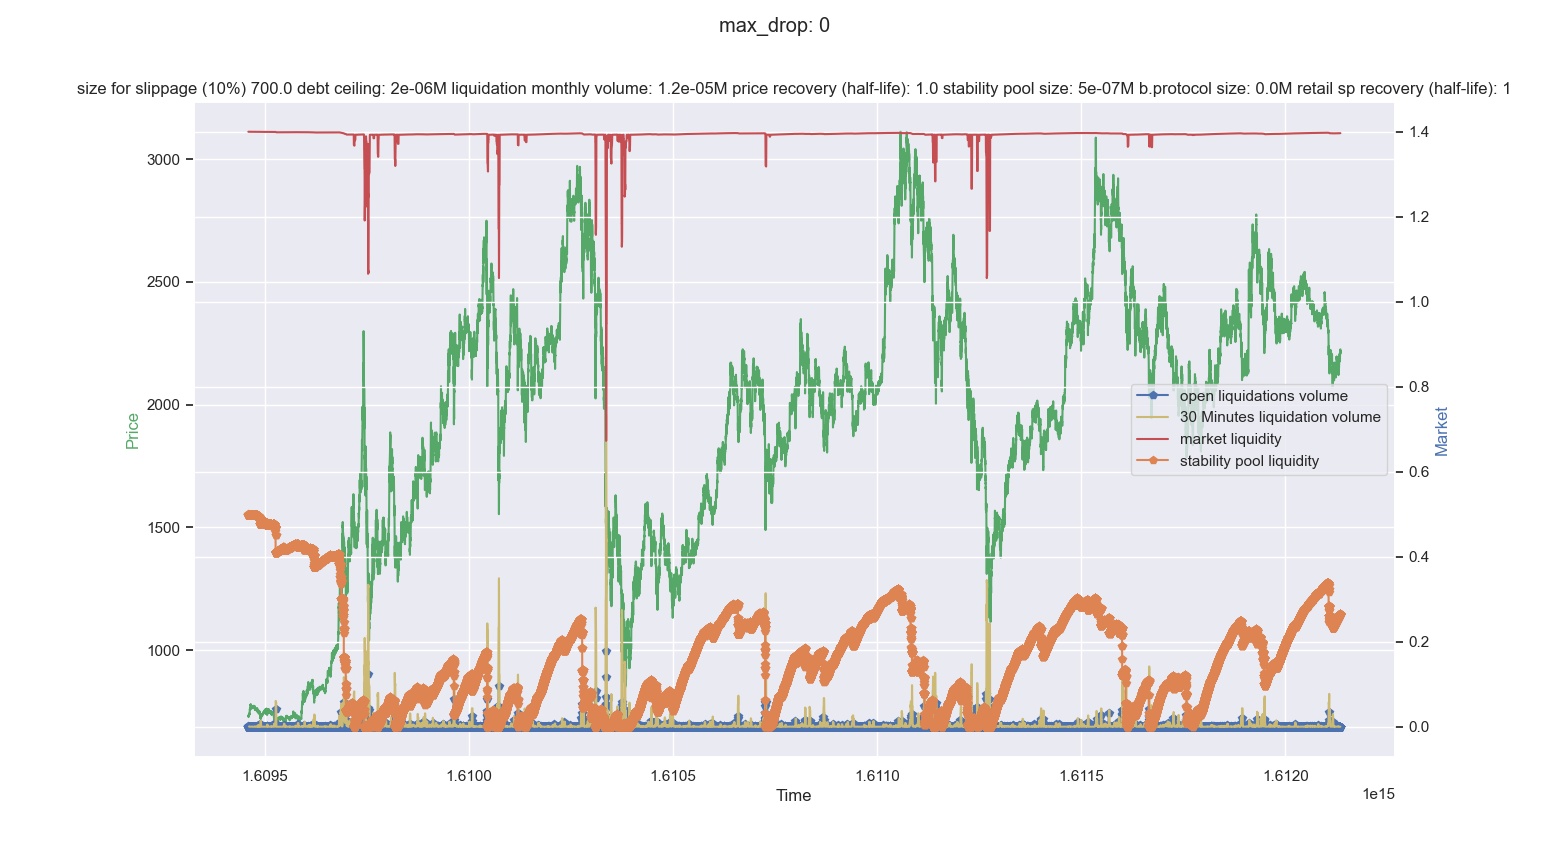 max_drop: 0
size for slippage (10%) 700.0 debt ceiling: 2e-06M liquidation monthly volume: 1.2e-05M price recovery (half-life): 1.0 stability pool size: 5e-07M b.protocol size: 0.0M retail sp recovery (half-life): 1
3000
2500
2000
1500
1000
Price
1.4
1.2
1.0
0.8
0.6
0.4
0.2
0.0
Market
open liquidations volume
30 Minutes liquidation volume
market liquidity
stability pool liquidity
1.6095
1.6100
1.6105
1.6110
1.6115
1.6120
Time
1e15